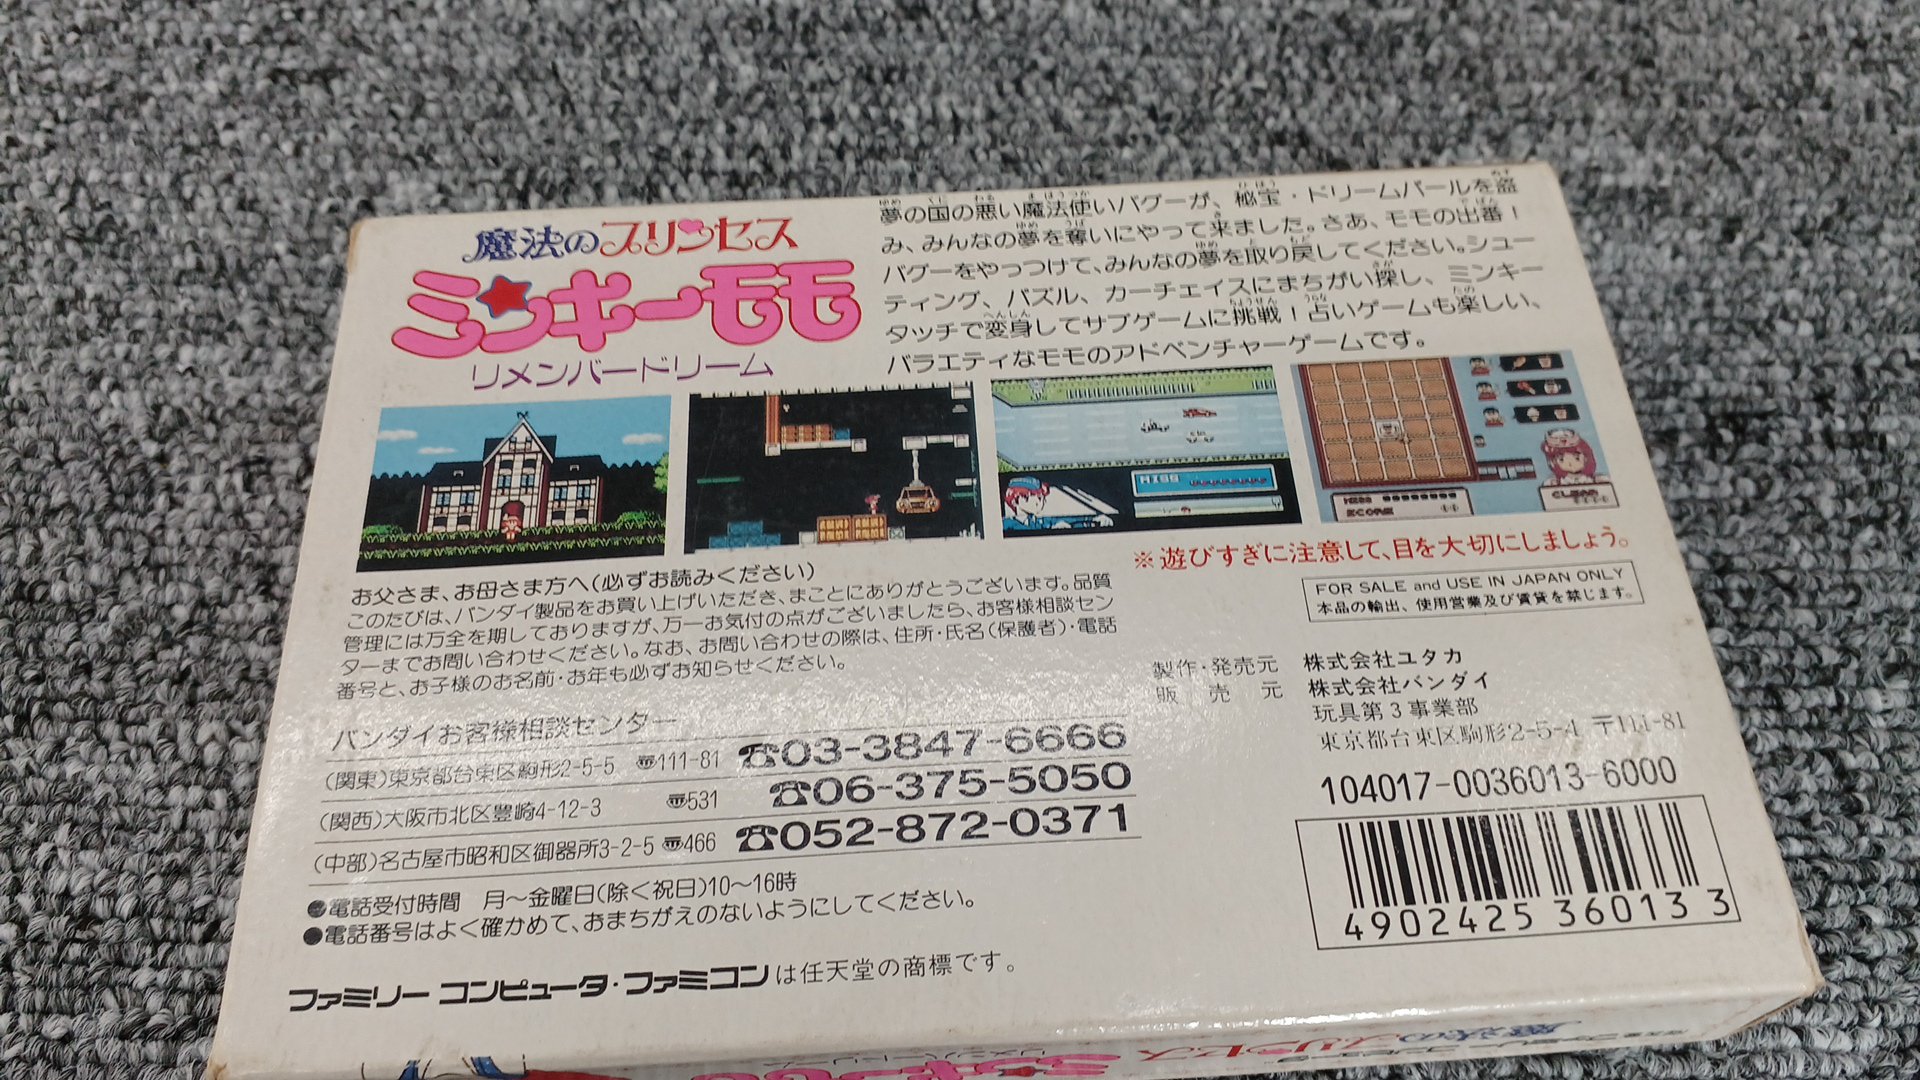 魔法のプリンセス
ミンキーモモ
リメンバードリーム
夢の国の悪い魔法使いバグーが、秘宝・ドリームパールを盗
み、みんなの夢を奪いにやって来ました。さあ、モモの出番！
バグーをやっつけて、みんなの夢を取り戻してください。シュー
ティング、パズル、カーチェイスにまちがい探し、ミンキー
タッチで変身してサブゲームに挑戦！占いゲームも楽しい、
バラエティなモモのアドベンチャーゲームです。
MISS
MISS
SCORE
CLEAR
※遊びすぎに注意して、目を大切にしましょう。
お父さま、お母さま方へ(必ずお読みください)
このたびは、バンダイ製品をお買い上げいただき、まことにありがとうございます。品質
管理には万全を期しておりますが、万一お気付の点がございましたら、お客様相談セン
ターまでお問い合わせください。なお、お問い合わせの際は、住所・氏名(保護者)・電話
番号と、お子様のお名前・お年も必ずお知らせください。
FOR SALE and USE IN JAPAN ONLY
本品の輸出、使用営業及び賃貸を禁じます。
製作・発売元 株式会社ユタカ
販売元 株式会社バンダイ
玩具第3事業部
東京都台東区駒形2-5-4 〒111-81
バンダイお客様相談センター
(関東)東京都台東区駒形2-5-5 〠111-81 ☎03-3847-6666
(関西)大阪市北区豊崎4-12-3 〠531 ☎06-375-5050
(中部)名古屋市昭和区御器所3-2-5 〠466 ☎052-872-0371
●電話受付時間 月～金曜日(除く祝日)10～16時
●電話番号はよく確かめて、おまちがえのないようにしてください。
104017-0036013-6000
4902425360133
ファミリーコンピュータ・ファミコンは任天堂の商標です。
魔法のプリンセス
ミンキーモモ